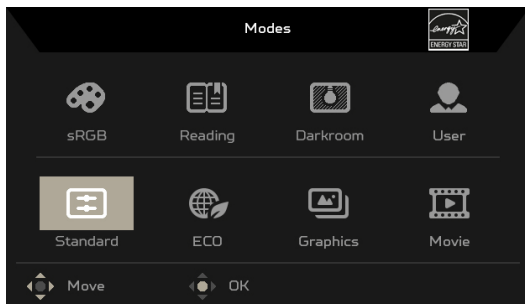 Modes
energy
ENERGY STAR
sRGB Reading Darkroom User
Standard ECO Graphics Movie
Move OK